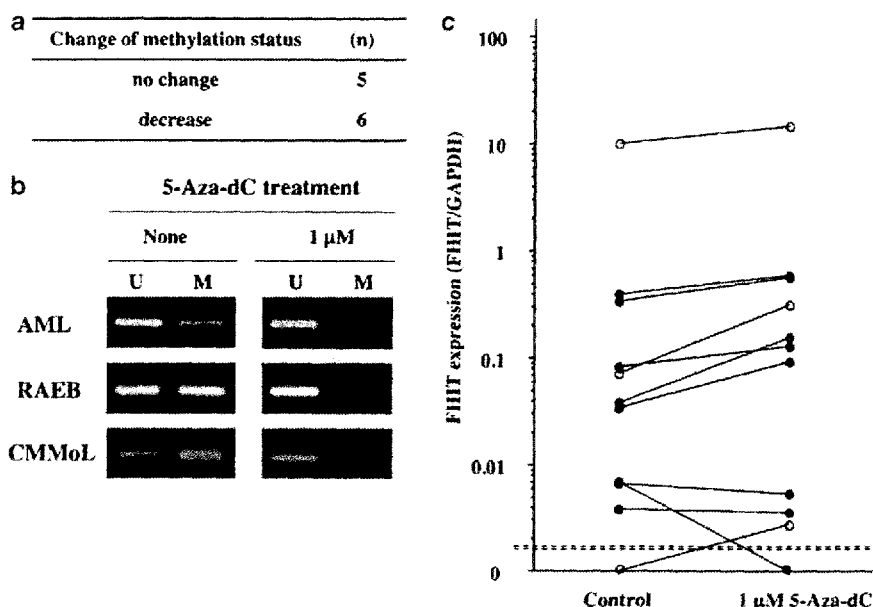 a
Change of methylation status (n)
no change 5
decrease 6
b
5-Aza-dC treatment
None 1 μM
U M U M
AML
RAEB
CMMoL
c
FHIT expression (FHIT/GAPDH)
100
10
1
0.1
0.01
0
Control 1 μM 5-Aza-dC